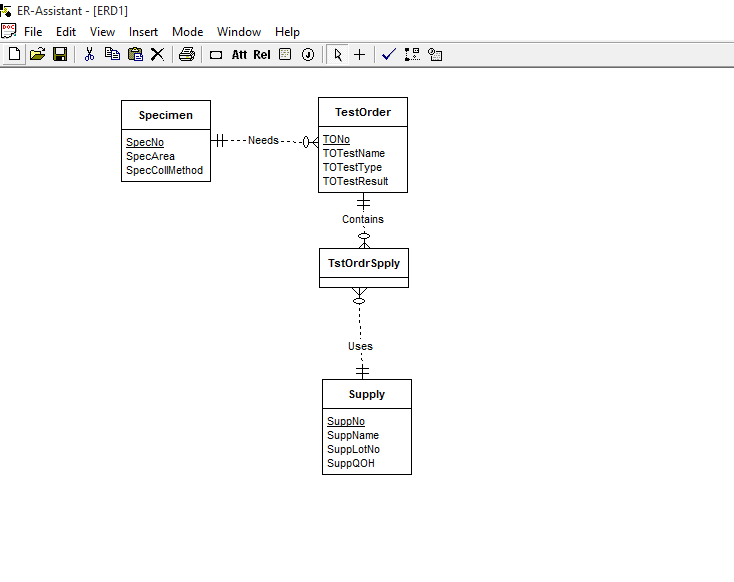 ER-Assistant - [ERD1]
DOC File Edit View Insert Mode Window Help
Att Rel J
Specimen
SpecNo
SpecArea
SpecCollMethod
Needs
TestOrder
TONo
TOTestName
TOTestType
TOTestResult
Contains
TstOrdrSpply
Uses
Supply
SuppNo
SuppName
SuppLotNo
SuppQOH